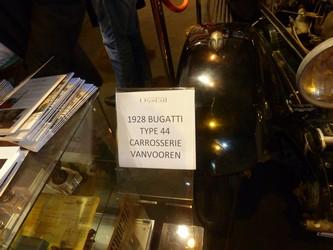 1928 BUGATTI
TYPE 44
CARROSSERIE
VANVOOREN